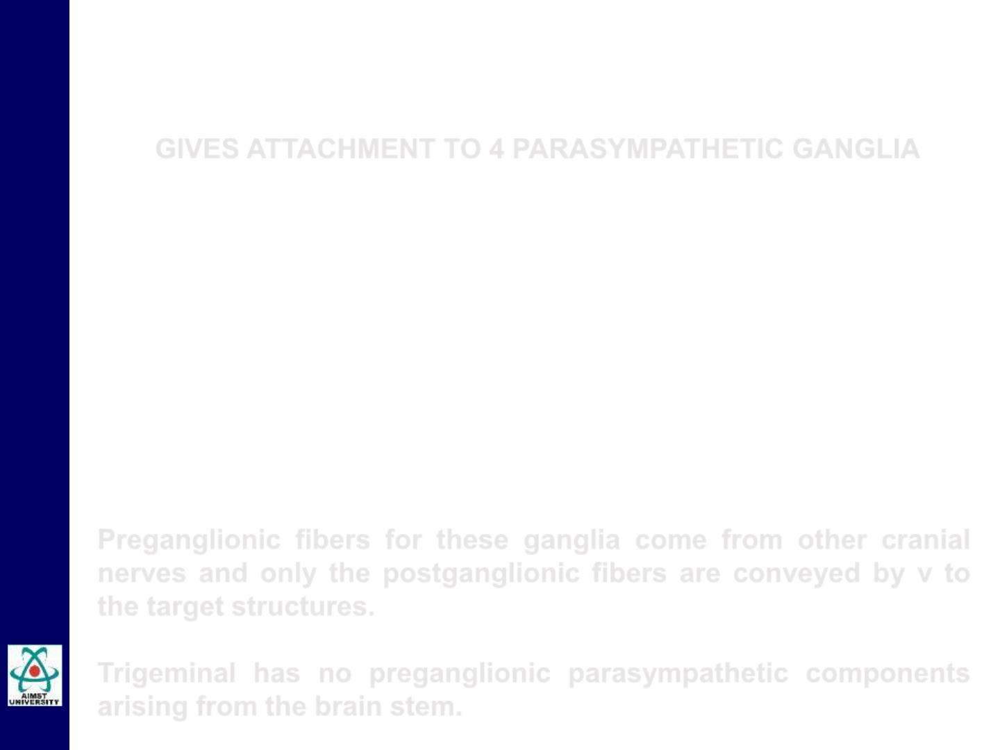 GIVES ATTACHMENT TO 4 PARASYMPATHETIC GANGLIA
Preganglionic fibers for these ganglia come from other cranial
nerves and only the postganglionic fibers are conveyed by v to
the target structures.
Trigeminal has no preganglionic parasympathetic components
arising from the brain stem.
AIMST
UNIVERSITY